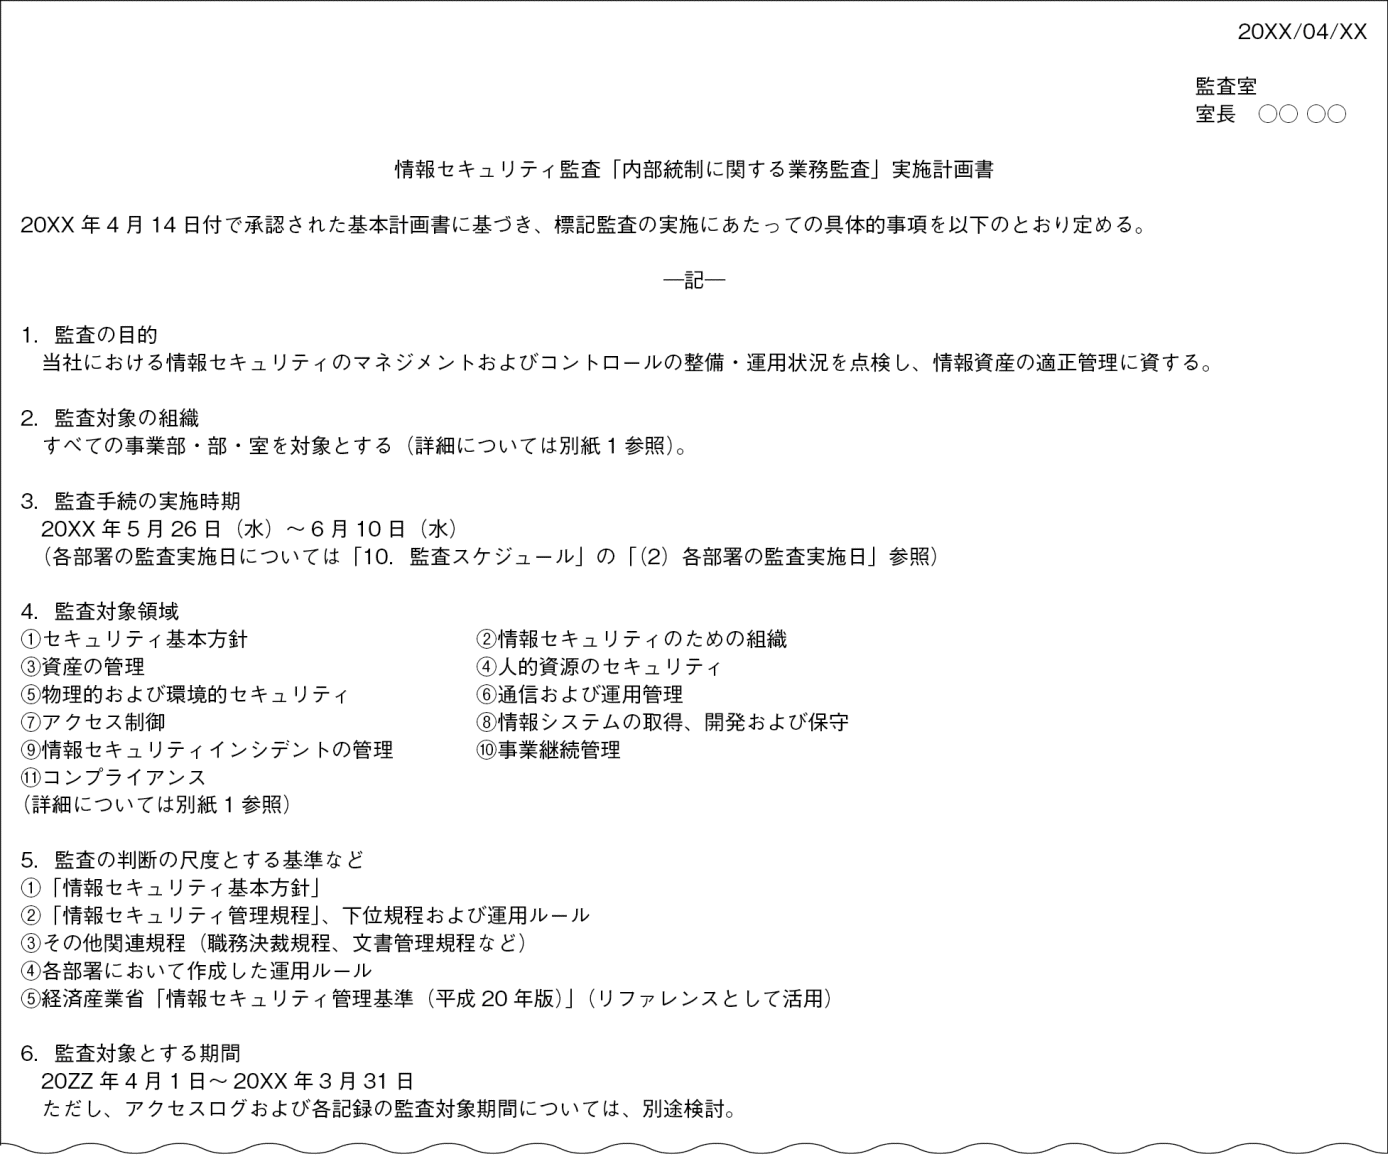 20XX/04/XX
監査室
室長　○○ ○○
情報セキュリティ監査「内部統制に関する業務監査」実施計画書
20XX 年 4 月 14 日付で承認された基本計画書に基づき、標記監査の実施にあたっての具体的事項を以下のとおり定める。
―記―
1．監査の目的
当社における情報セキュリティのマネジメントおよびコントロールの整備・運用状況を点検し、情報資産の適正管理に資する。
2．監査対象の組織
すべての事業部・部・室を対象とする（詳細については別紙 1 参照）。
3．監査手続の実施時期
20XX 年 5 月 26 日（水）～ 6 月 10 日（水）
（各部署の監査実施日については「10．監査スケジュール」の「（2）各部署の監査実施日」参照）
4．監査対象領域
①セキュリティ基本方針　②情報セキュリティのための組織
③資産の管理　④人的資源のセキュリティ
⑤物理的および環境的セキュリティ　⑥通信および運用管理
⑦アクセス制御　⑧情報システムの取得、開発および保守
⑨情報セキュリティインシデントの管理　⑩事業継続管理
⑪コンプライアンス
（詳細については別紙 1 参照）
5．監査の判断の尺度とする基準など
①「情報セキュリティ基本方針」
②「情報セキュリティ管理規程」、下位規程および運用ルール
③その他関連規程（職務決裁規程、文書管理規程など）
④各部署において作成した運用ルール
⑤経済産業省「情報セキュリティ管理基準（平成 20 年版）」（リファレンスとして活用）
6．監査対象とする期間
20ZZ 年 4 月 1 日～ 20XX 年 3 月 31 日
ただし、アクセスログおよび各記録の監査対象期間については、別途検討。